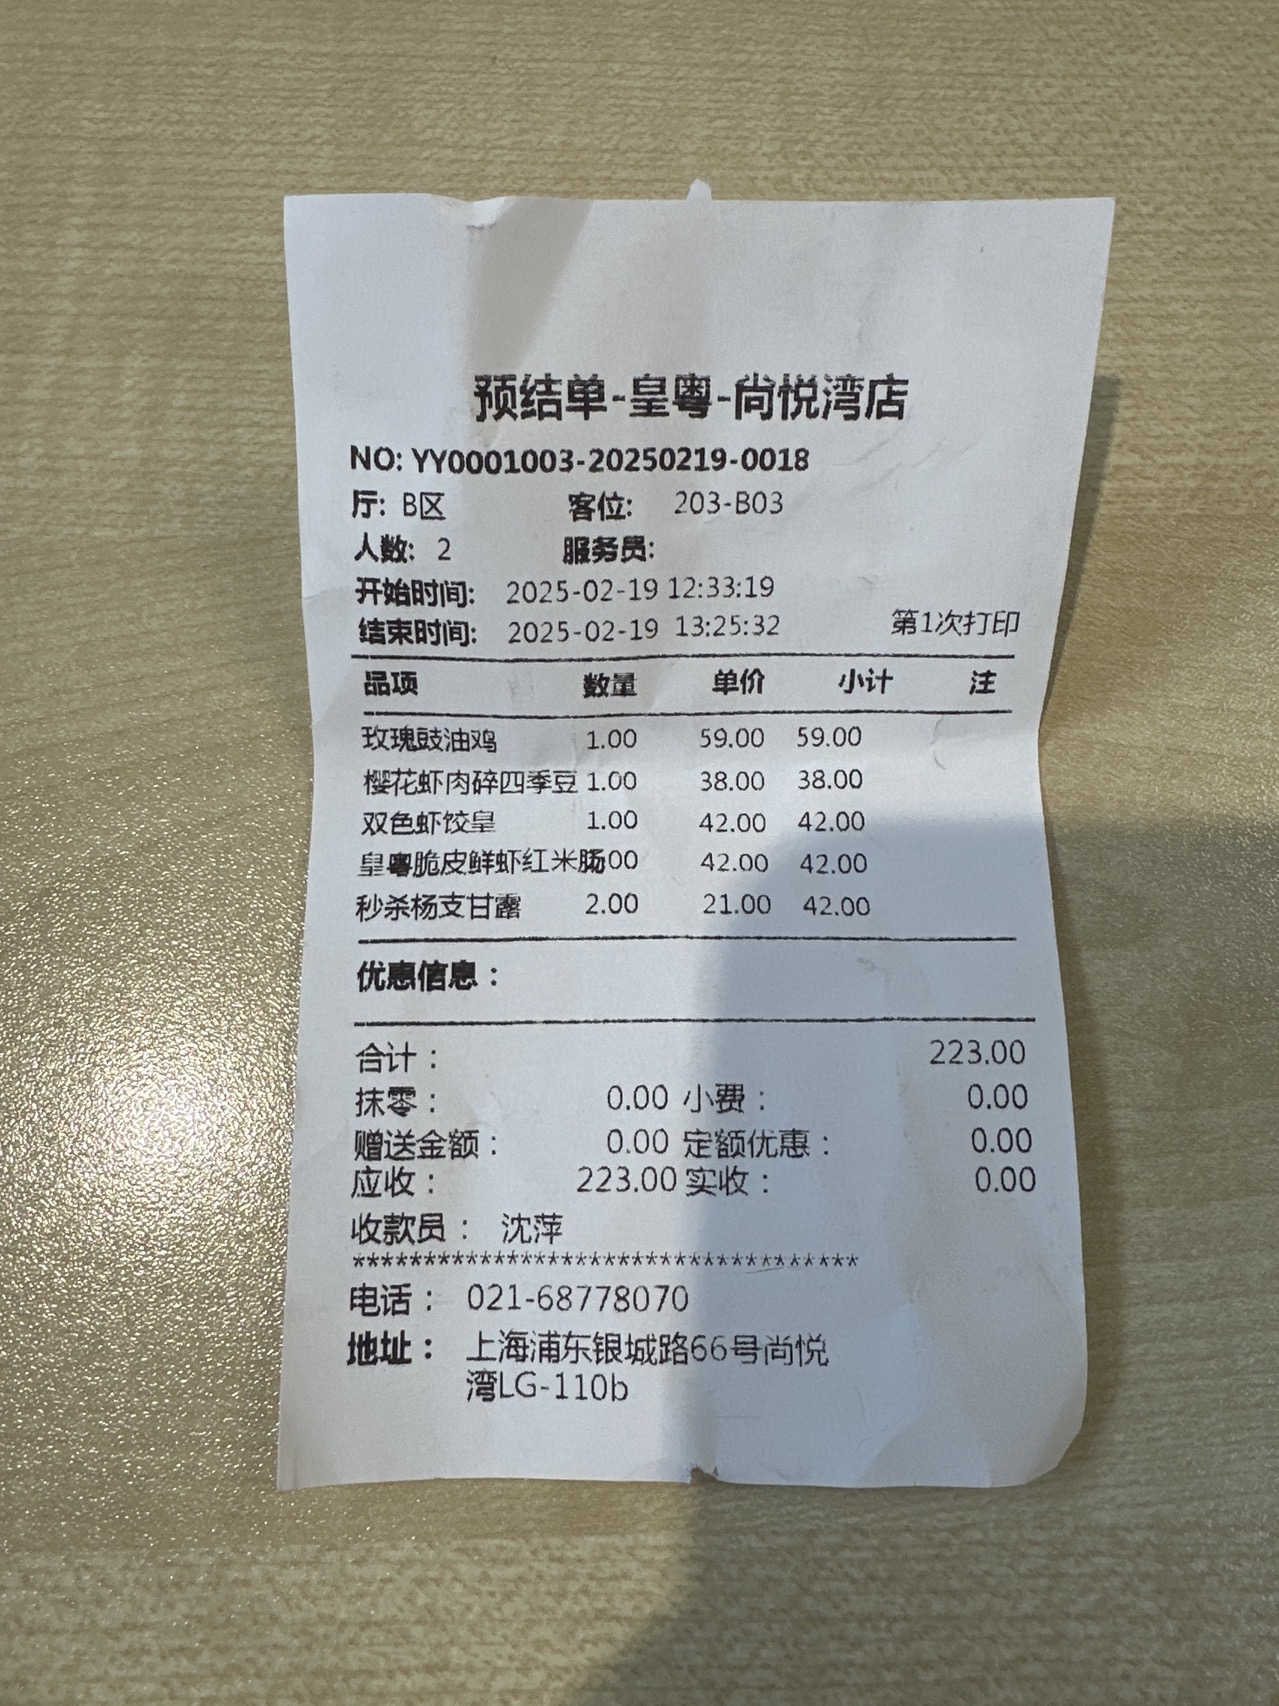 预结单-皇粤-尚悦湾店
NO: YY0001003-20250219-0018
厅: B区 客位: 203-B03
人数: 2 服务员:
开始时间: 2025-02-19 12:33:19
结束时间: 2025-02-19 13:25:32 第1次打印
品项 数量 单价 小计 注
玫瑰豉油鸡 1.00 59.00 59.00
樱花虾肉碎四季豆 1.00 38.00 38.00
双色虾饺皇 1.00 42.00 42.00
皇粤脆皮鲜虾红米肠 00 42.00 42.00
秒杀杨支甘露 2.00 21.00 42.00
优惠信息：
合计： 223.00
抹零： 0.00 小费： 0.00
赠送金额： 0.00 定额优惠： 0.00
应收： 223.00 实收： 0.00
收款员： 沈萍
************************************
电话： 021-68778070
地址： 上海浦东银城路66号尚悦
湾LG-110b